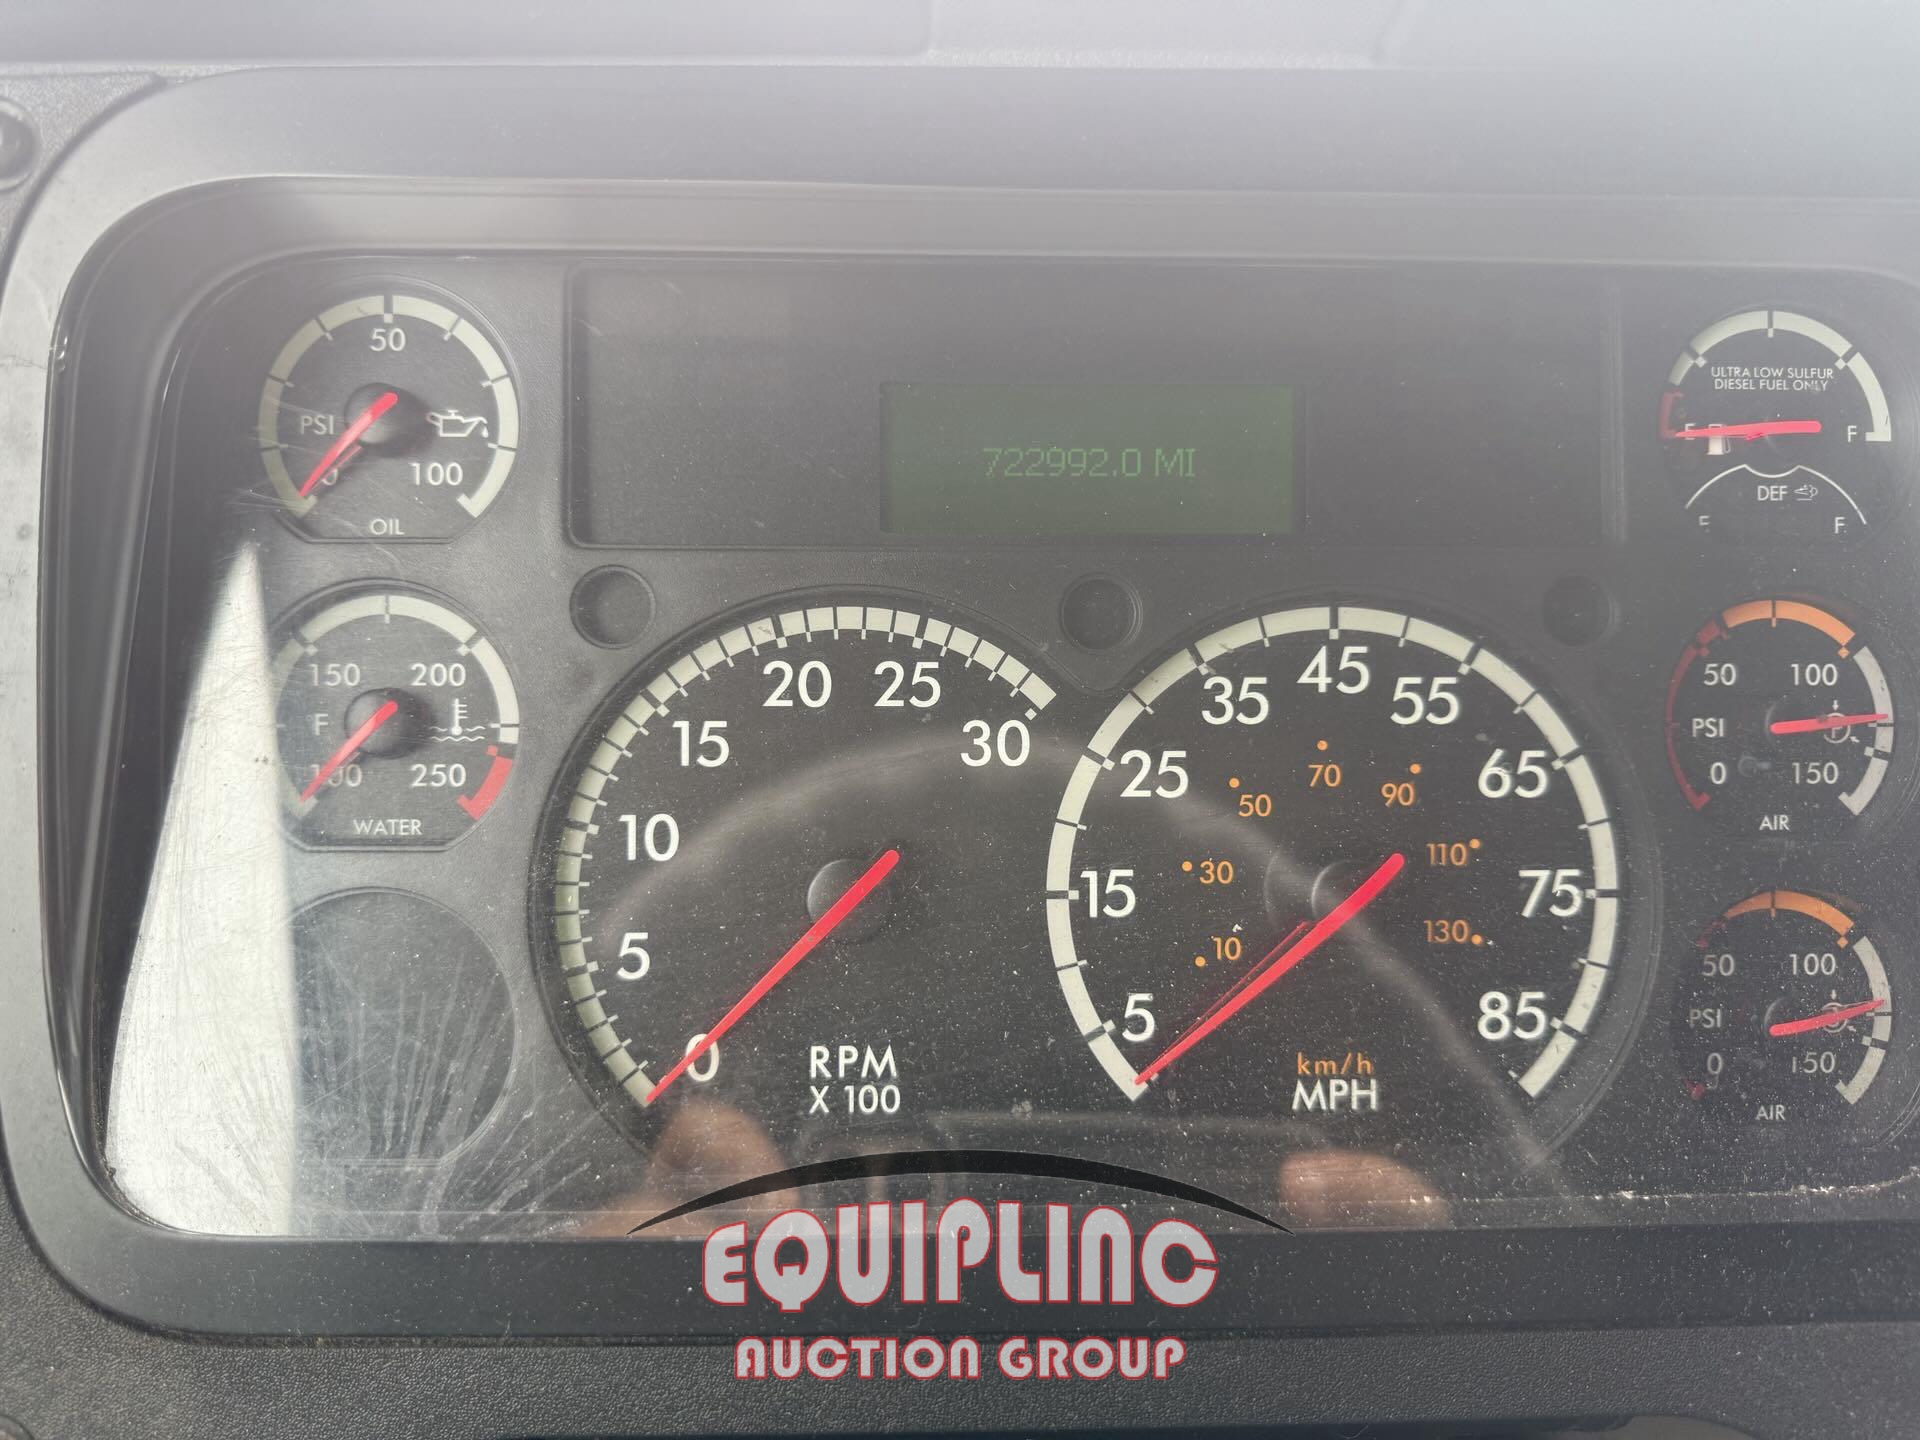 50
PSI
0 100
OIL
150 200
F
100 250
WATER
722992.0 MI
ULTRA LOW SULFUR
DIESEL FUEL ONLY
E F
DEF
E F
50 100
PSI
0 150
AIR
50 100
PSI
0 150
AIR
0
5
10
15
20
25
30
RPM
X 100
5
15
25
35
45
55
65
75
85
10
30
50
70
90
110
130
km/h
MPH
EQUIPLINC
AUCTION GROUP